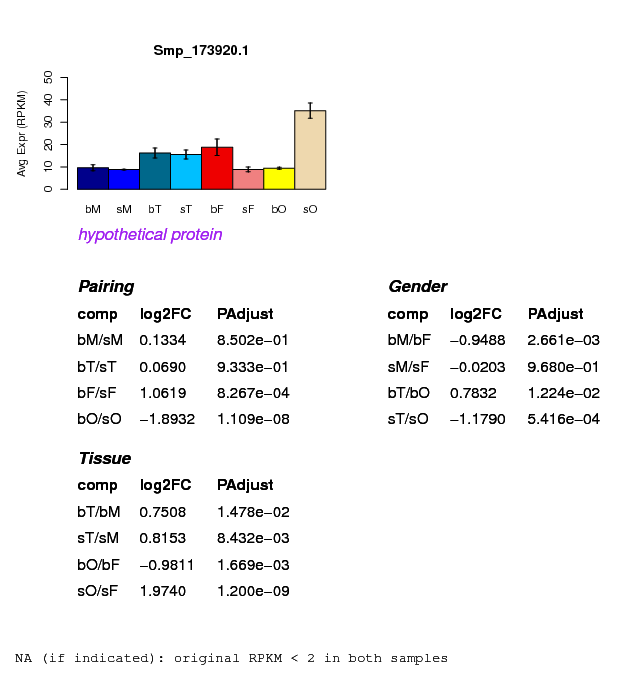 Smp_173920.1
Avg Expr (RPKM)
0 10 20 30 40 50
bM sM bT sT bF sF bO sO
hypothetical protein
Pairing
comp log2FC PAdjust
bM/sM 0.1334 8.502e−01
bT/sT 0.0690 9.333e−01
bF/sF 1.0619 8.267e−04
bO/sO −1.8932 1.109e−08
Gender
comp log2FC PAdjust
bM/bF −0.9488 2.661e−03
sM/sF −0.0203 9.680e−01
bT/bO 0.7832 1.224e−02
sT/sO −1.1790 5.416e−04
Tissue
comp log2FC PAdjust
bT/bM 0.7508 1.478e−02
sT/sM 0.8153 8.432e−03
bO/bF −0.9811 1.669e−03
sO/sF 1.9740 1.200e−09
NA (if indicated): original RPKM < 2 in both samples